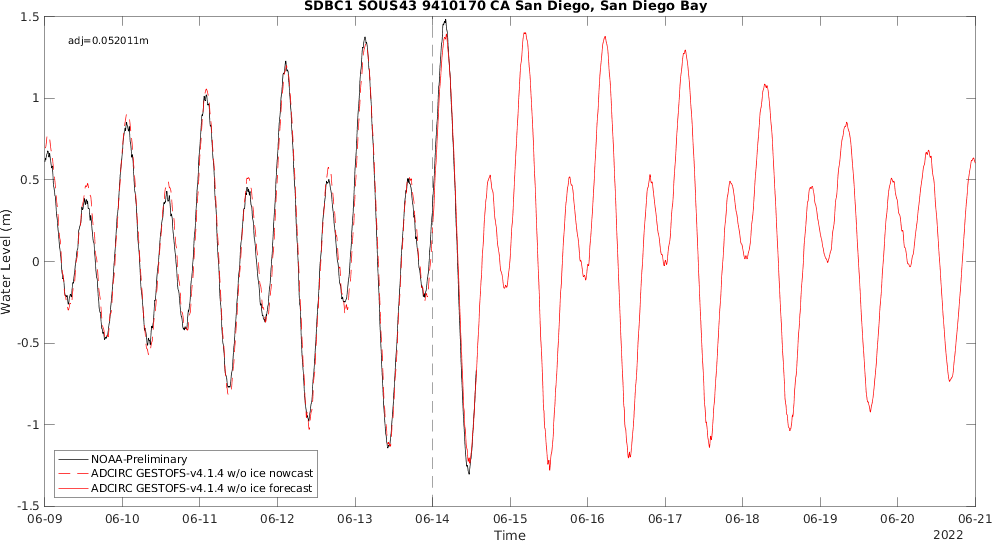 SDBC1 SOUS43 9410170 CA San Diego, San Diego Bay
1.5
adj=0.052011m
1
0.5
0
-0.5
-1
-1.5
Water Level (m)
NOAA-Preliminary
ADCIRC GESTOFS-v4.1.4 w/o ice nowcast
ADCIRC GESTOFS-v4.1.4 w/o ice forecast
06-09 06-10 06-11 06-12 06-13 06-14 06-15 06-16 06-17 06-18 06-19 06-20 06-21
Time
2022